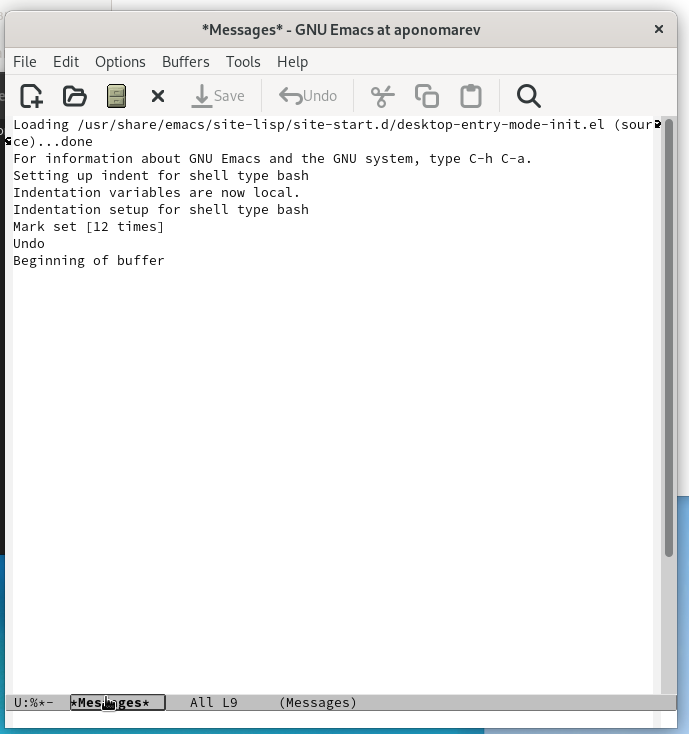 *Messages* - GNU Emacs at aponomarev
File Edit Options Buffers Tools Help
Save Undo
Loading /usr/share/emacs/site-lisp/site-start.d/desktop-entry-mode-init.el (sour
ce)...done
For information about GNU Emacs and the GNU system, type C-h C-a.
Setting up indent for shell type bash
Indentation variables are now local.
Indentation setup for shell type bash
Mark set [12 times]
Undo
Beginning of buffer
U:%*- *Messages* All L9 (Messages)